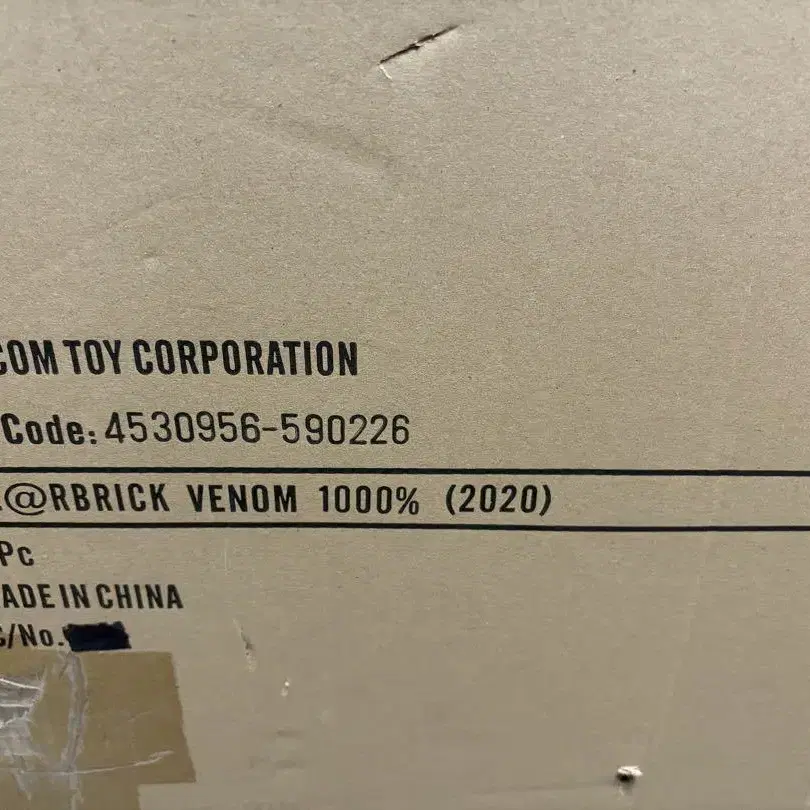 COM TOY CORPORATION
Code: 4530956-590226
.@RBRICK VENOM 1000% (2020)
Pc
ADE IN CHINA
/No.